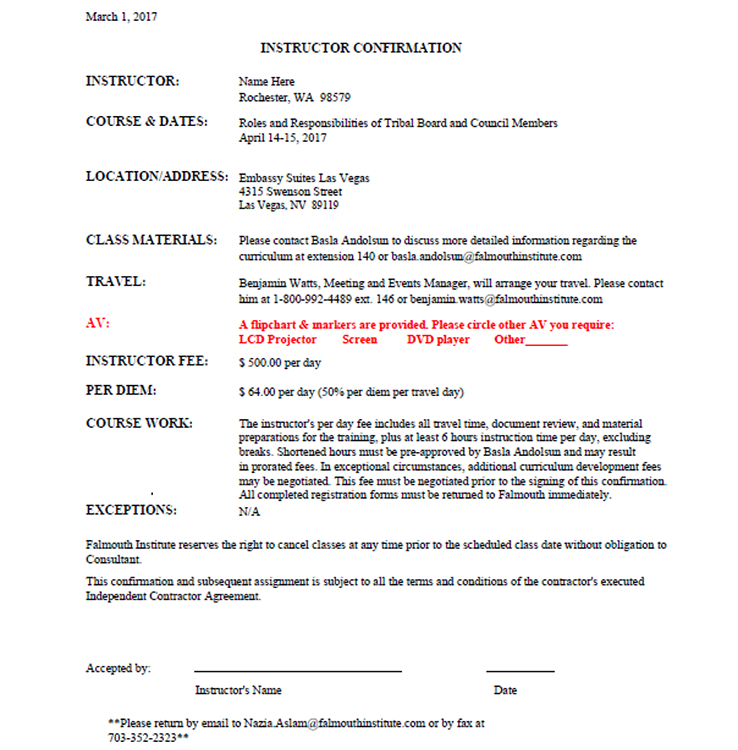 March 1, 2017
INSTRUCTOR CONFIRMATION
INSTRUCTOR: Name Here
Rochester, WA 98579
COURSE & DATES: Roles and Responsibilities of Tribal Board and Council Members
April 14-15, 2017
LOCATION/ADDRESS: Embassy Suites Las Vegas
4315 Swenson Street
Las Vegas, NV 89119
CLASS MATERIALS: Please contact Basla Andolsun to discuss more detailed information regarding the
curriculum at extension 140 or basla.andolsun@falmouthinstitute.com
TRAVEL: Benjamin Watts, Meeting and Events Manager, will arrange your travel. Please contact
him at 1-800-992-4489 ext. 146 or benjamin.watts@falmouthinstitute.com
AV: A flipchart & markers are provided. Please circle other AV you require:
LCD Projector Screen DVD player Other_______
INSTRUCTOR FEE: $ 500.00 per day
PER DIEM: $ 64.00 per day (50% per diem per travel day)
COURSE WORK: The instructor's per day fee includes all travel time, document review, and material
preparations for the training, plus at least 6 hours instruction time per day, excluding
breaks. Shortened hours must be pre-approved by Basla Andolsun and may result
in prorated fees. In exceptional circumstances, additional curriculum development fees
may be negotiated. This fee must be negotiated prior to the signing of this confirmation.
All completed registration forms must be returned to Falmouth immediately.
EXCEPTIONS: N/A
Falmouth Institute reserves the right to cancel classes at any time prior to the scheduled class date without obligation to
Consultant.
This confirmation and subsequent assignment is subject to all the terms and conditions of the contractor's executed
Independent Contractor Agreement.
Accepted by:
Instructor's Name Date
**Please return by email to Nazia.Aslam@falmouthinstitute.com or by fax at
703-352-2323**